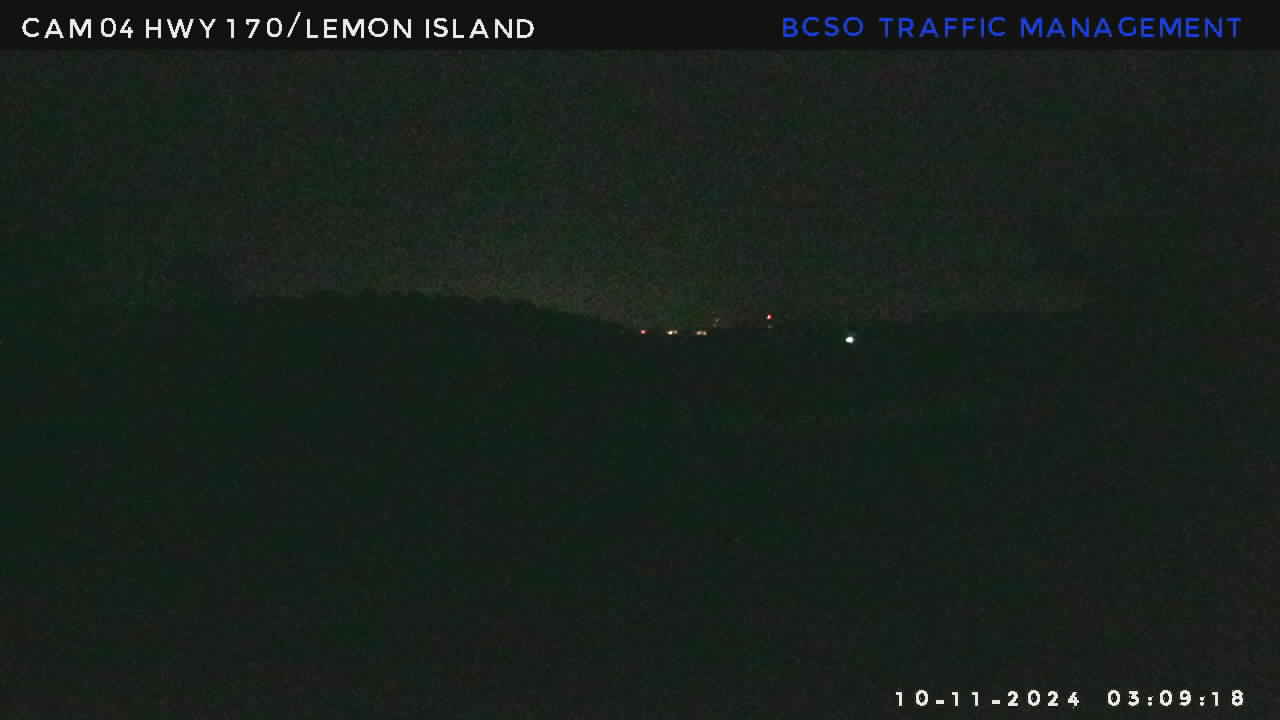 CAM 04 HWY 170/LEMON ISLAND
BCSO TRAFFIC MANAGEMENT
10-11-2024 03:09:18